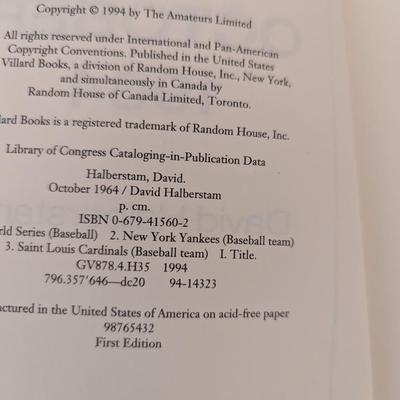 Copyright © 1994 by The Amateurs Limited
All rights reserved under International and Pan-American
Copyright Conventions. Published in the United States
Villard Books, a division of Random House, Inc., New York,
and simultaneously in Canada by
Random House of Canada Limited, Toronto.
lard Books is a registered trademark of Random House, Inc.
Library of Congress Cataloging-in-Publication Data
Halberstam, David.
October 1964 / David Halberstam
p. cm.
ISBN 0-679-41560-2
rld Series (Baseball) 2. New York Yankees (Baseball team)
3. Saint Louis Cardinals (Baseball team) I. Title.
GV878.4.H35 1994
796.357'646—dc20 94-14323
ctured in the United States of America on acid-free paper
98765432
First Edition